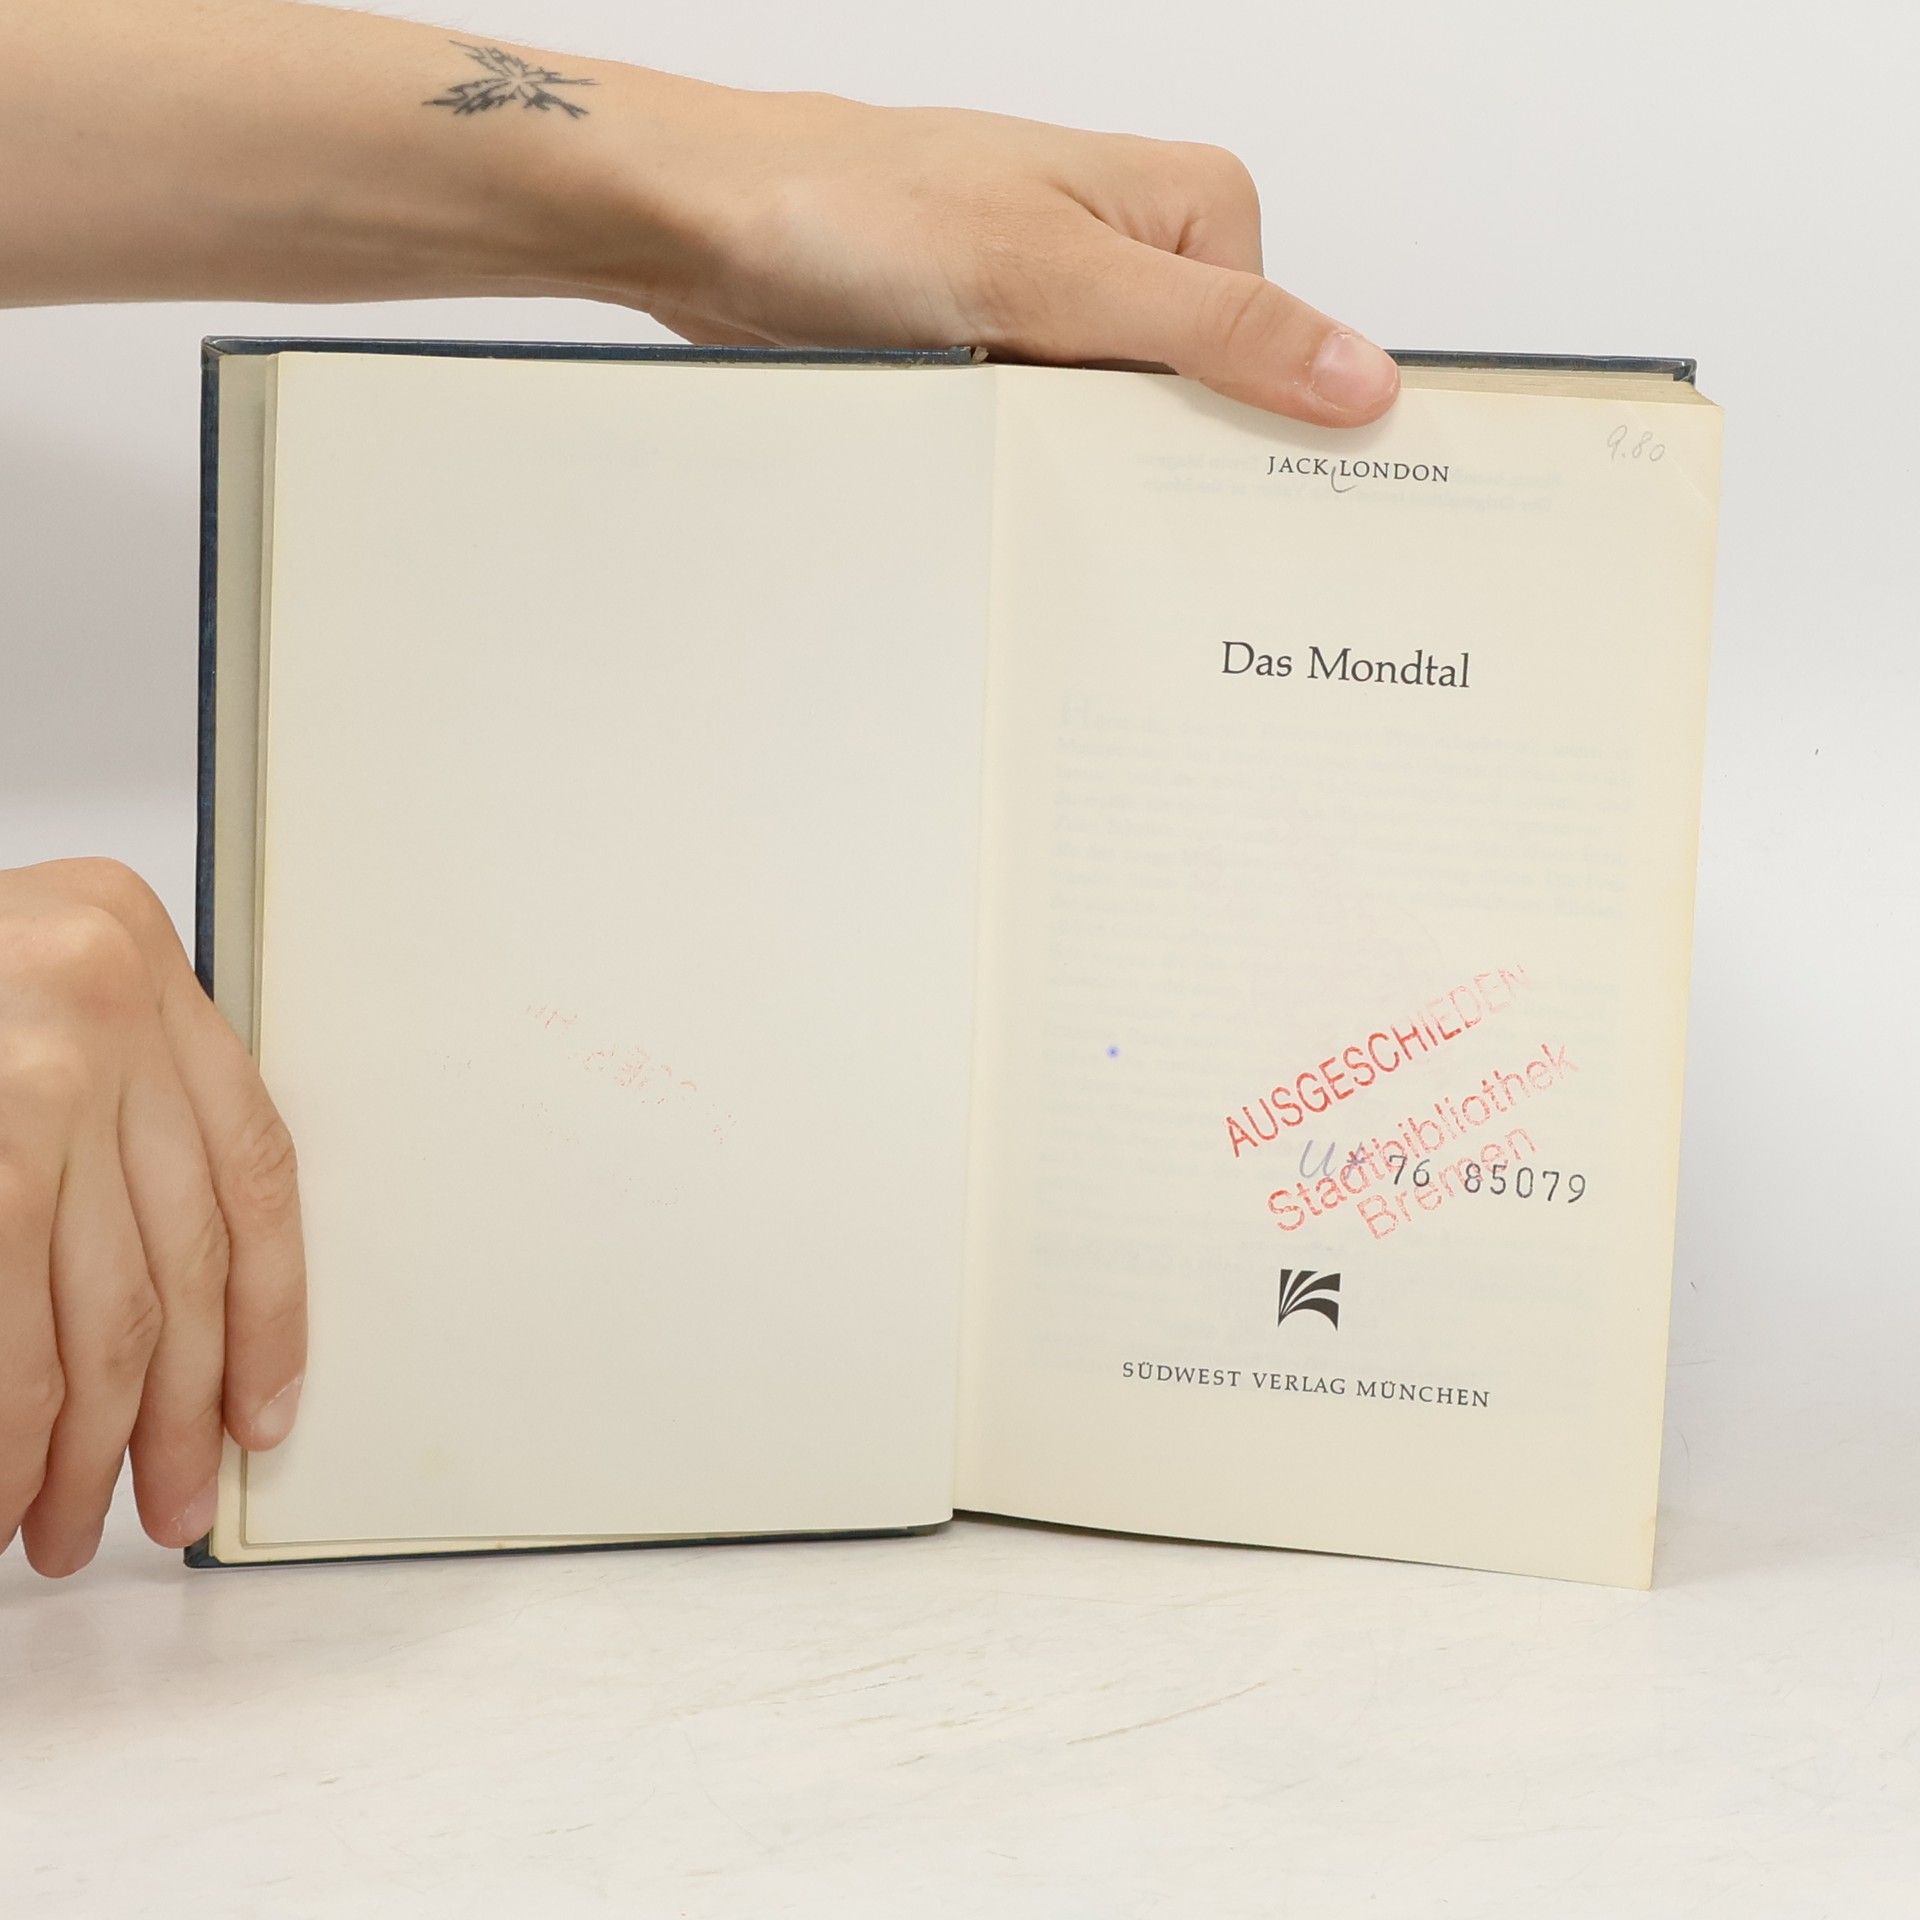 9.80
JACK LONDON
Das Mondtal
AUSGESCHIEDEN
Stadtbibliothek
Bremen
76 85079
SÜDWEST VERLAG MÜNCHEN